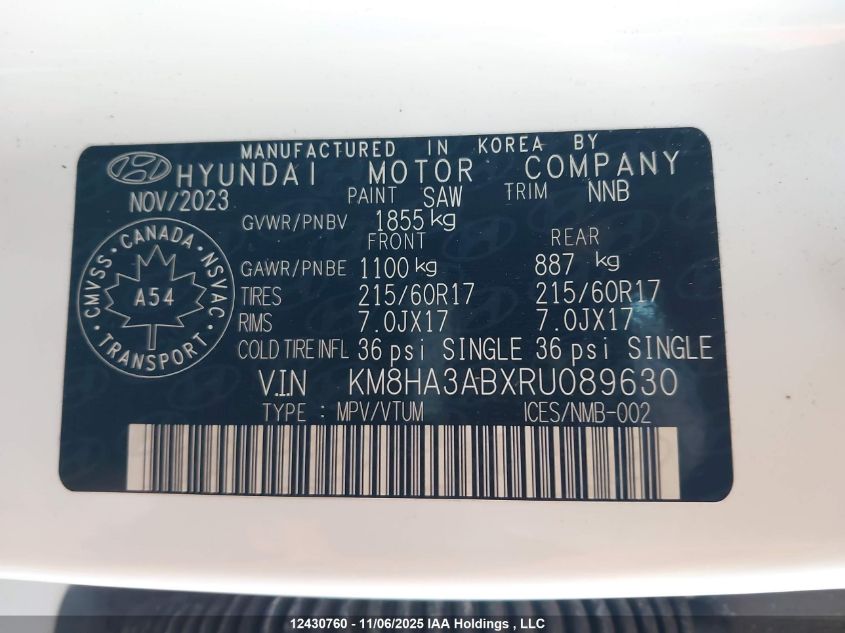 MANUFACTURED IN KOREA BY
HYUNDAI MOTOR COMPANY
NOV/2023 PAINT SAW TRIM NNB
GVWR/PNBV 1855 kg
FRONT REAR
GAWR/PNBE 1100 kg 887 kg
TIRES 215/60R17 215/60R17
RIMS 7.0JX17 7.0JX17
COLD TIRE INFL 36 psi SINGLE 36 psi SINGLE
V.I.N KM8HA3ABXRU089630
TYPE : MPV/VTUM ICES/NMB-002
CMVSS · CANADA · NSVAC · TRANSPORT ·
A54
12430760 - 11/06/2025 IAA Holdings, LLC